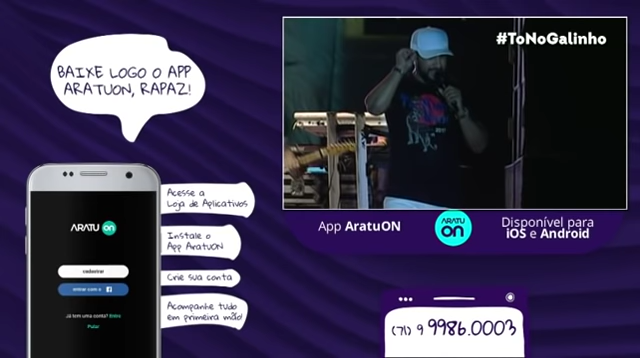 #ToNoGalinho
BAIXE LOGO O APP
ARATUON, RAPAZ!
Acesse a
Loja de Aplicativos
Instale o
App AratuON
Crie sua conta
Acompanhe tudo
em primeira mão!
ARATU ON
cadastrar
entrar com o f
Já tem uma conta? Entre
Pular
App AratuON
ARATU
ON
Disponível para
iOS e Android
(71) 9 9986.0003